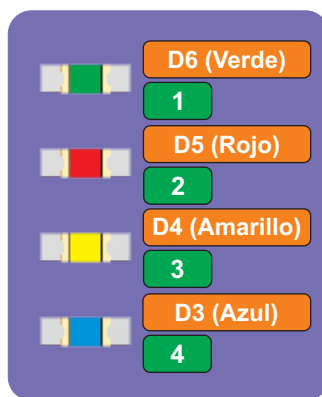 D6 (Verde)
1
D5 (Rojo)
2
D4 (Amarillo)
3
D3 (Azul)
4